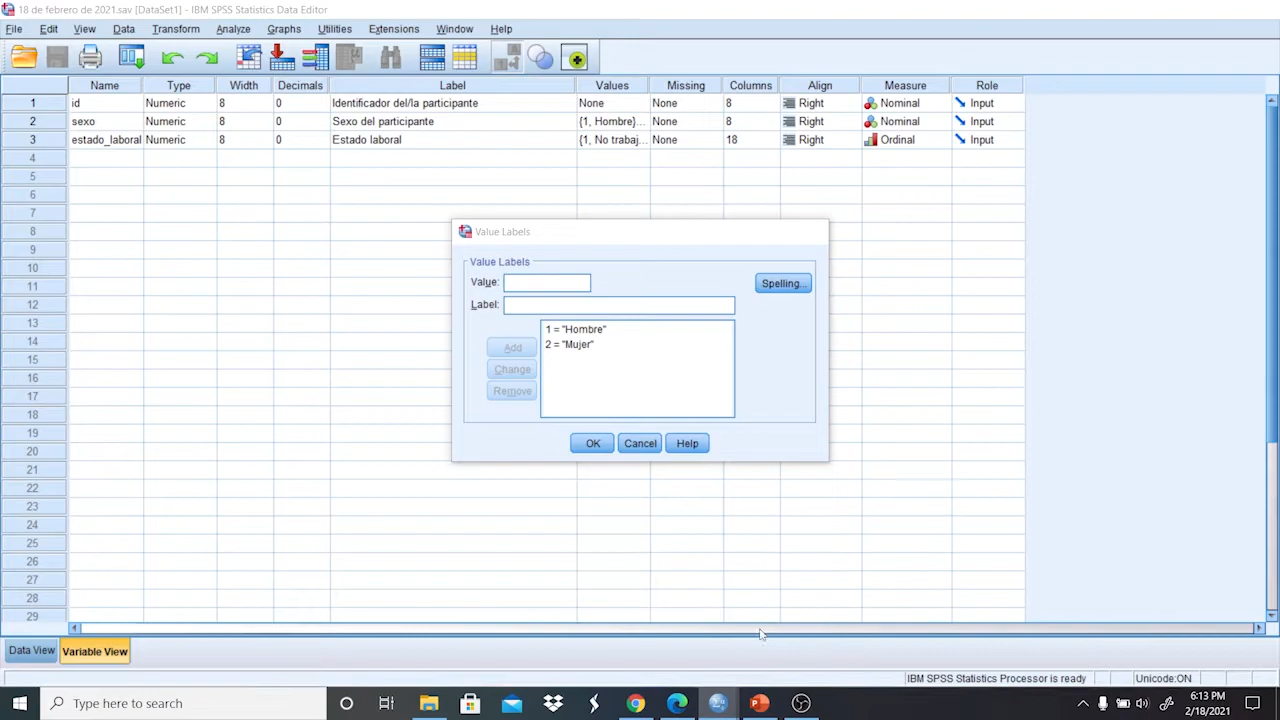 18 de febrero de 2021.sav [DataSet1] - IBM SPSS Statistics Data Editor
File Edit View Data Transform Analyze Graphs Utilities Extensions Window Help
Name Type Width Decimals Label Values Missing Columns Align Measure Role
1 id Numeric 8 0 Identificador del/la participante None None 8 Right Nominal Input
2 sexo Numeric 8 0 Sexo del participante {1, Hombre}... None 8 Right Nominal Input
3 estado_laboral Numeric 8 0 Estado laboral {1, No trabaj... None 18 Right Ordinal Input
4
5
6
7
8
9
10
11
12
13
14
15
16
17
18
19
20
21
22
23
24
25
26
27
28
29
Value Labels
Value Labels
Value:
Spelling...
Label:
1 = "Hombre"
2 = "Mujer"
Add
Change
Remove
OK Cancel Help
Data View Variable View
IBM SPSS Statistics Processor is ready Unicode:ON
Type here to search
6:13 PM
2/18/2021